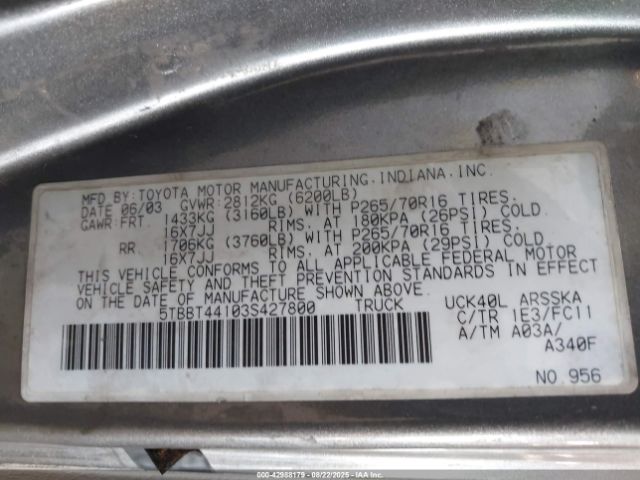 MFD.BY:TOYOTA MOTOR MANUFACTURING.INDIANA.INC.
DATE 06/03 GVWR:2812KG (6200LB)
GAWR:FRT 1433KG (3160LB) WITH P265/70R16 TIRES.
16X7JJ RIMS. AT 180KPA (26PSI) COLD.
RR 1706KG (3760LB) WITH P265/70R16 TIRES.
16X7JJ RIMS. AT 200KPA (29PSI) COLD.
THIS VEHICLE CONFORMS TO ALL APPLICABLE FEDERAL MOTOR
VEHICLE SAFETY AND THEFT PREVENTION STANDARDS IN EFFECT
ON THE DATE OF MANUFACTURE SHOWN ABOVE.
5TBBT44103S427800 TRUCK
UCK40L ARSSKA
C/TR 1E3/FC11
A/TM A03A/
A340F
NO.956
000-42988179 - 08/22/2025 - IAA Inc.